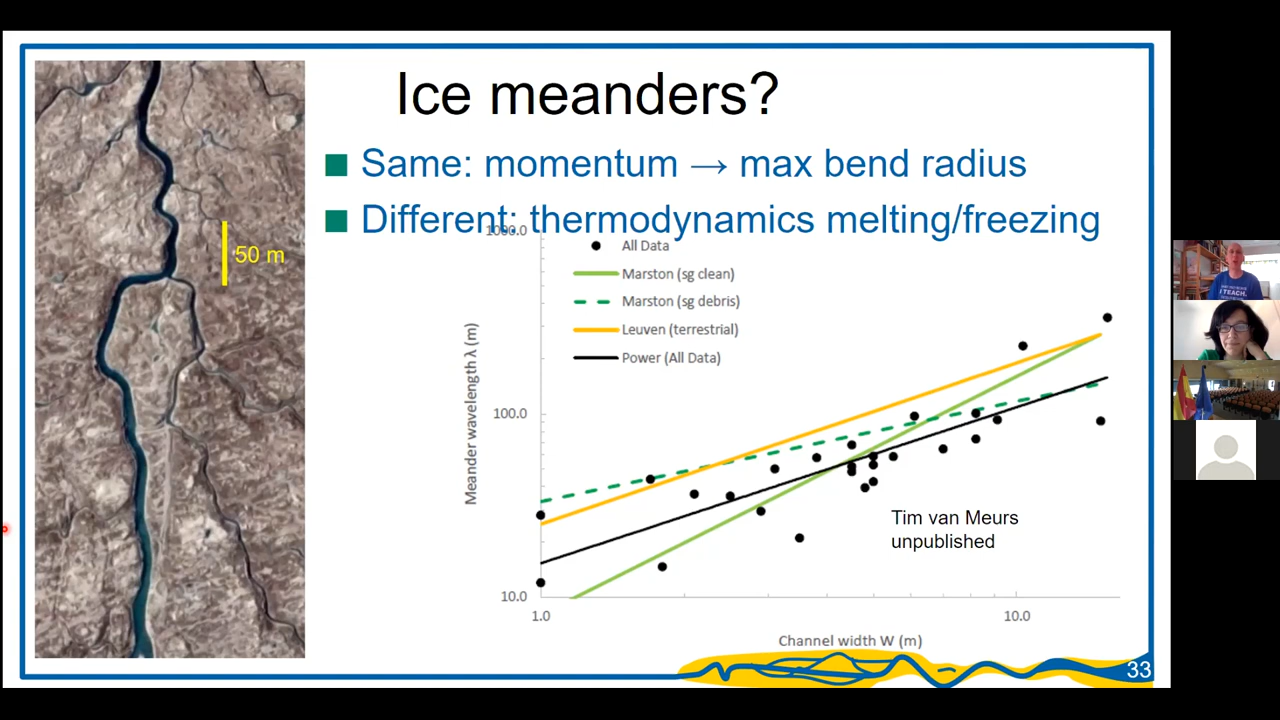 Ice meanders?
■ Same: momentum → max bend radius
■ Different: thermodynamics melting/freezing
50 m
1000.0
100.0
10.0
Meander wavelength λ (m)
All Data
Marston (sg clean)
Marston (sg debris)
Leuven (terrestrial)
Power (All Data)
Tim van Meurs
unpublished
1.0
10.0
Channel width W (m)
33
I TEACH.